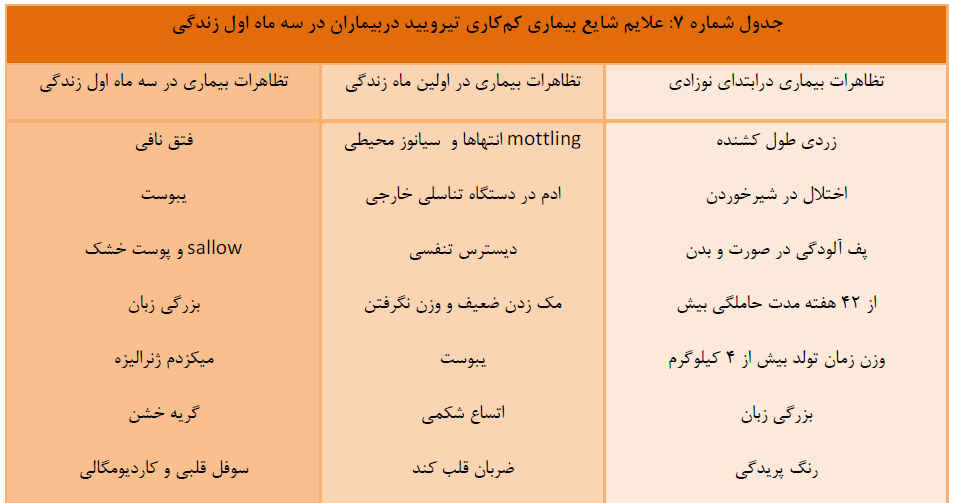 جدول شماره ۷: علایم شایع بیماری کم‌کاری تیرویید دربیماران در سه ماه اول زندگی
تظاهرات بیماری درابتدای نوزادی	تظاهرات بیماری در اولین ماه زندگی	تظاهرات بیماری در سه ماه اول زندگی
زردی طول کشنده	mottling انتهاها و سیانوز محیطی	فتق نافی
اختلال در شیرخوردن	ادم در دستگاه تناسلی خارجی	یبوست
پف آلودگی در صورت و بدن	دیسترس تنفسی	sallow و پوست خشک
از ۴۲ هفته مدت حاملگی بیش	مک زدن ضعیف و وزن نگرفتن	بزرگی زبان
وزن زمان تولد بیش از ۴ کیلوگرم	یبوست	میکزدم ژنرالیزه
بزرگی زبان	اتساع شکمی	گریه خشن
رنگ پریدگی	ضربان قلب کند	سوفل قلبی و کاردیومگالی